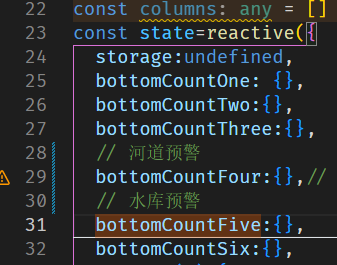 22 const columns: any = []
23 const state=reactive({
24 storage:undefined,
25 bottomCountOne: {},
26 bottomCountTwo:{},
27 bottomCountThree:{},
28 // 河道预警
29 bottomCountFour:{},//
30 // 水库预警
31 bottomCountFive:{},
32 bottomCountSix:{},